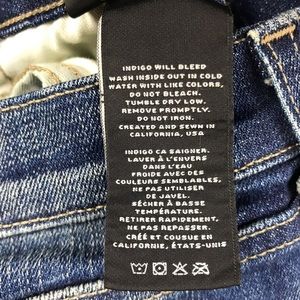 INDIGO WILL BLEED
WASH INSIDE OUT IN COLD
WATER WITH LIKE COLORS,
DO NOT BLEACH.
TUMBLE DRY LOW.
REMOVE PROMPTLY.
DO NOT IRON.
CREATED AND SEWN IN
CALIFORNIA, USA
INDIGO CA SAIGNER.
LAVER À L'ENVERS
DANS L'EAU
FROIDE AVEC DES
COULEURS SEMBLABLES,
NE PAS UTILISER
DE JAVEL.
SÉCHER À BASSE
TEMPÉRATURE.
RETIRER RAPIDEMENT,
NE PAS REPASSER.
CRÉÉ ET COUSUE EN
CALIFORNIE, ÉTATS-UNIS